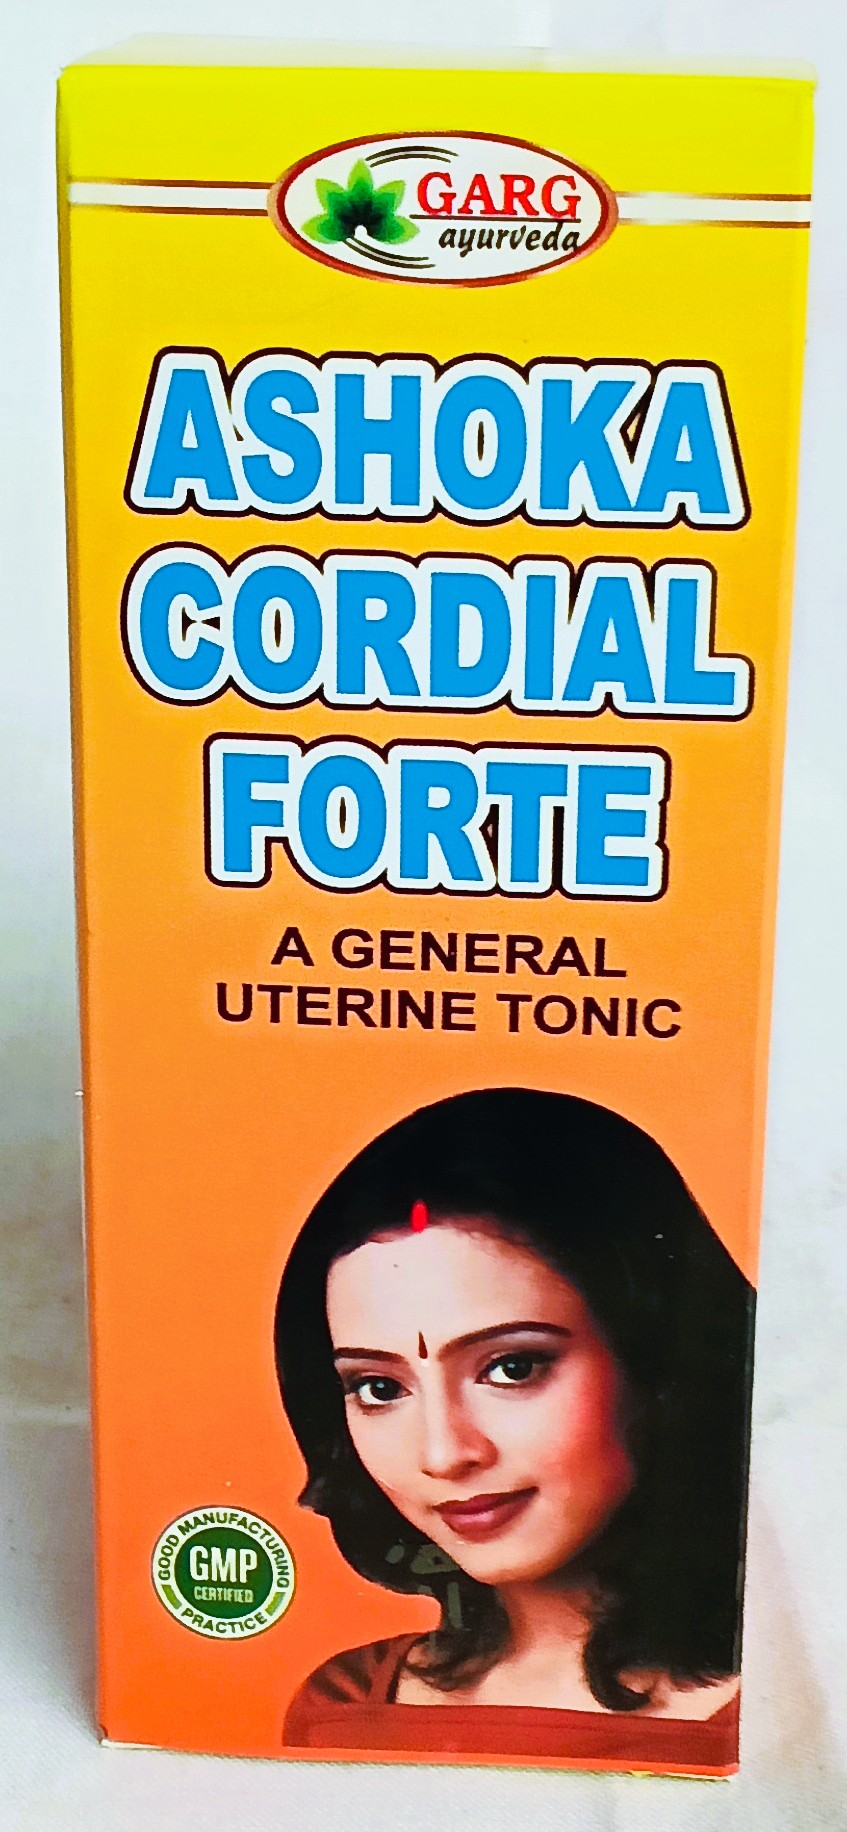 GARG
ayurveda
ASHOKA
CORDIAL
FORTE
A GENERAL
UTERINE TONIC
GOOD MANUFACTURING
GMP
CERTIFIED
PRACTICE